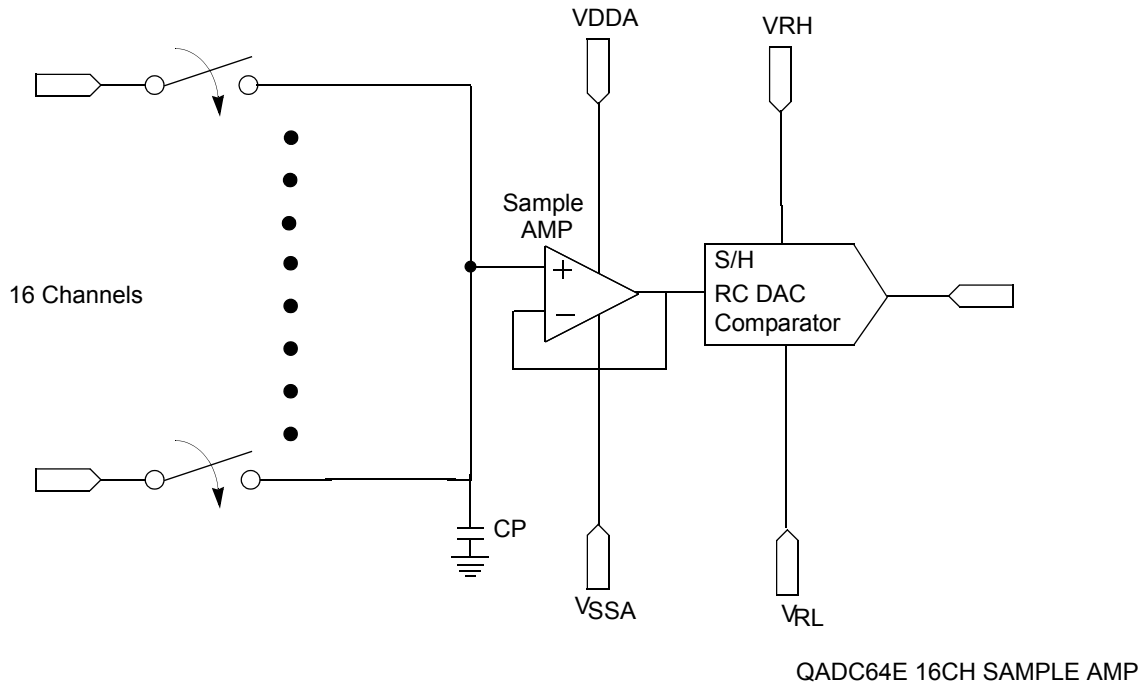 VDDA
VRH
Sample
AMP
+
−
S/H
RC DAC
Comparator
16 Channels
CP
VSSA
VRL
QADC64E 16CH SAMPLE AMP